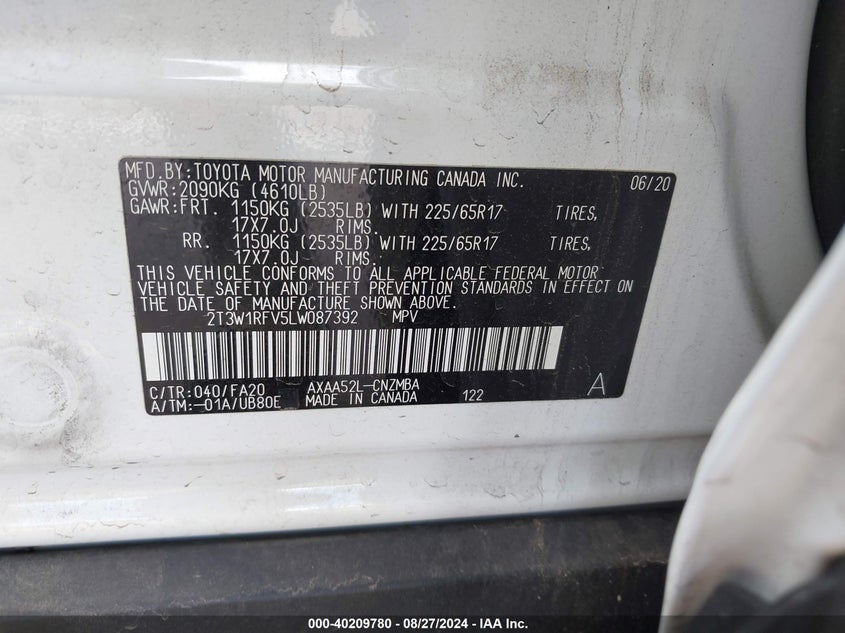 MFD.BY:TOYOTA MOTOR MANUFACTURING CANADA INC. 06/20
GVWR:2090KG (4610LB)
GAWR:FRT. 1150KG (2535LB) WITH 225/65R17 TIRES,
17X7.0J RIMS.
RR. 1150KG (2535LB) WITH 225/65R17 TIRES,
17X7.0J RIMS.
THIS VEHICLE CONFORMS TO ALL APPLICABLE FEDERAL MOTOR
VEHICLE SAFETY AND THEFT PREVENTION STANDARDS IN EFFECT ON
THE DATE OF MANUFACTURE SHOWN ABOVE.
2T3W1RFV5LW087392 MPV
C/TR:040/FA20 AXAA52L-CNZMBA
A/TM:-01A/UB80E MADE IN CANADA 122 A
000-40209780 - 08/27/2024 - IAA Inc.